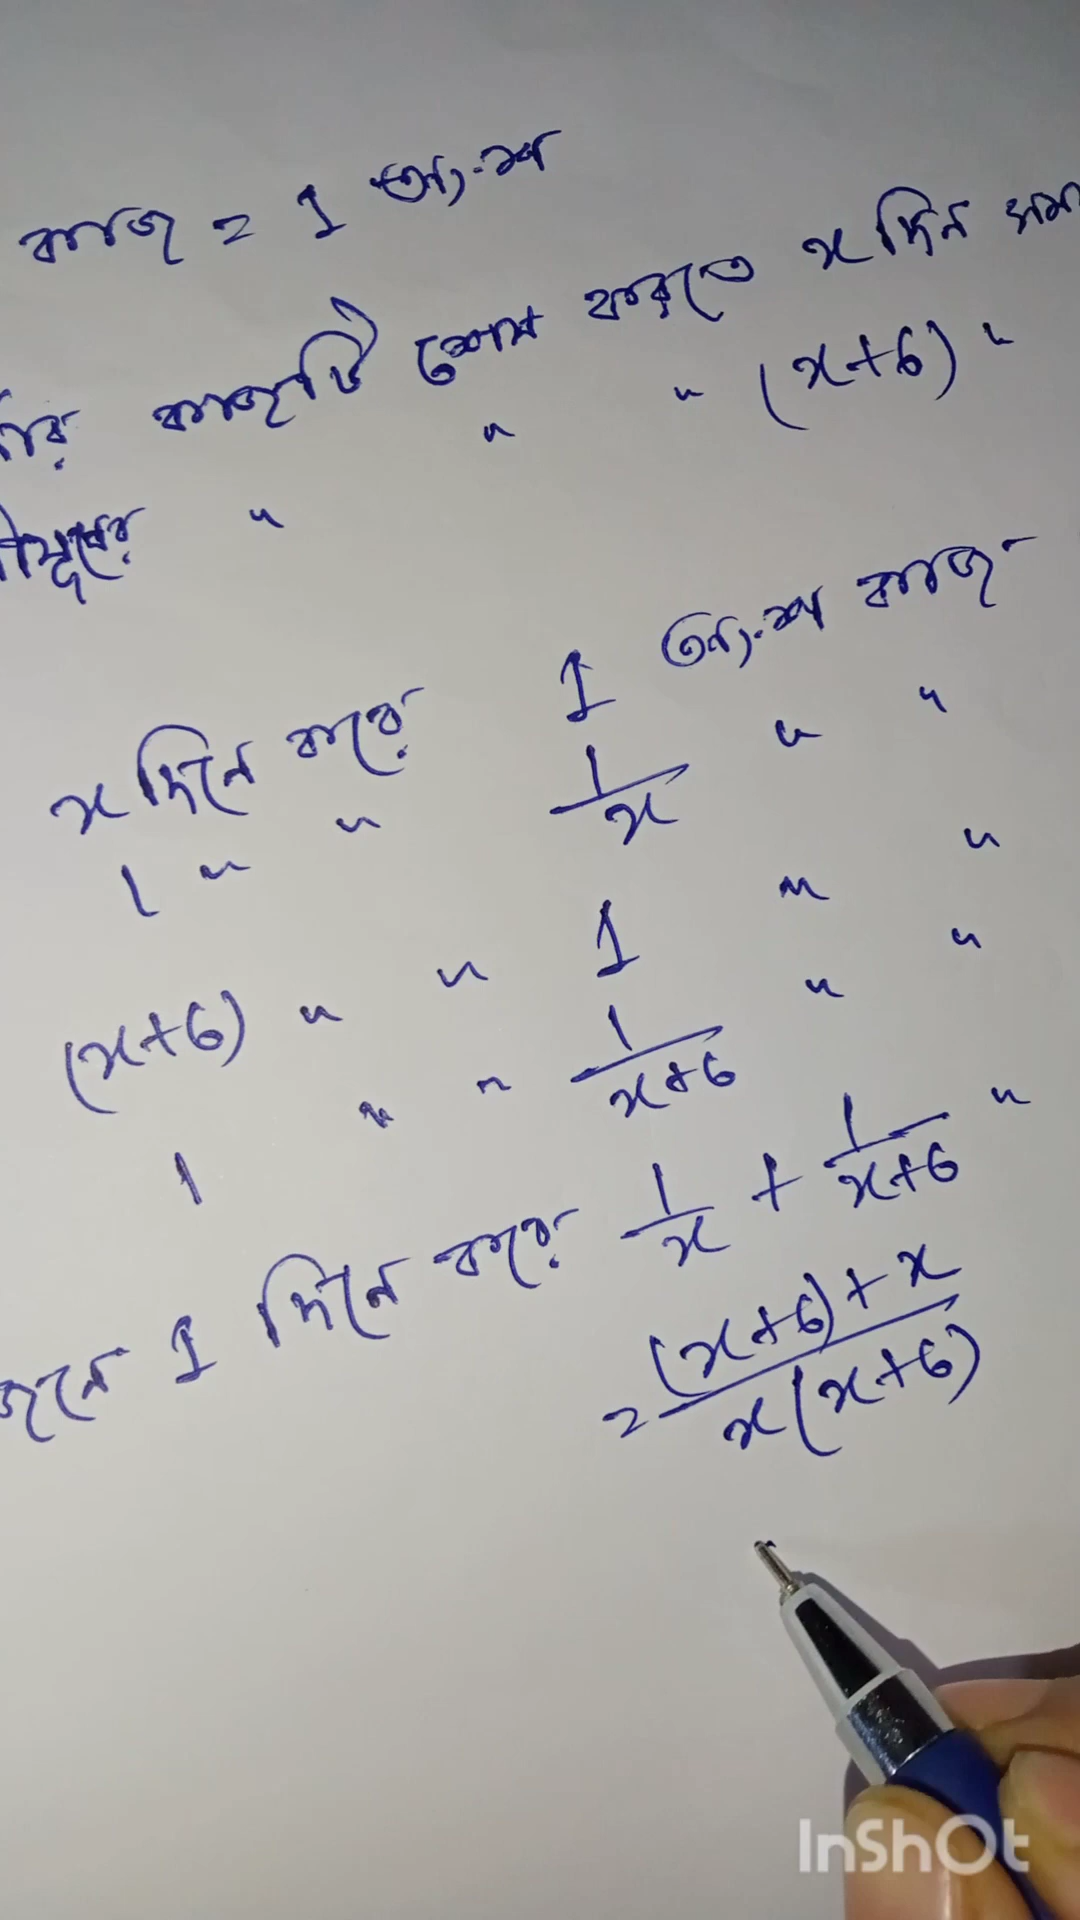 কাজ = 1 অংশ
কাজটি শেষ করতে x দিন
" " " (x+6) "
x দিনে করে 1 অংশ কাজ
1 " " 1/x " "
(x+6) " " 1 " "
1 " " 1/(x+6) " "
জনে 1 দিনে করে 1/x + 1/(x+6) "
= ((x+6)+x)/(x(x+6))
InShOt